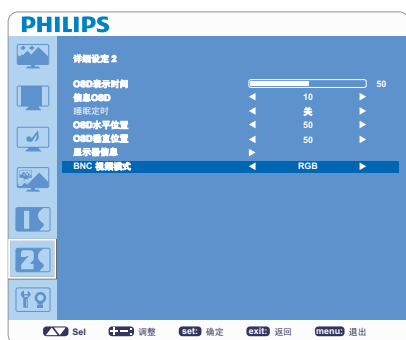 PHILIPS
详细设定 2
OSD表示时间 50
信息OSD 10
睡眠定时 关
OSD水平位置 50
OSD垂直位置 50
显示器信息
BNC 视频模式 RGB
Sel 调整 set: 确定 exit: 返回 menu: 退出